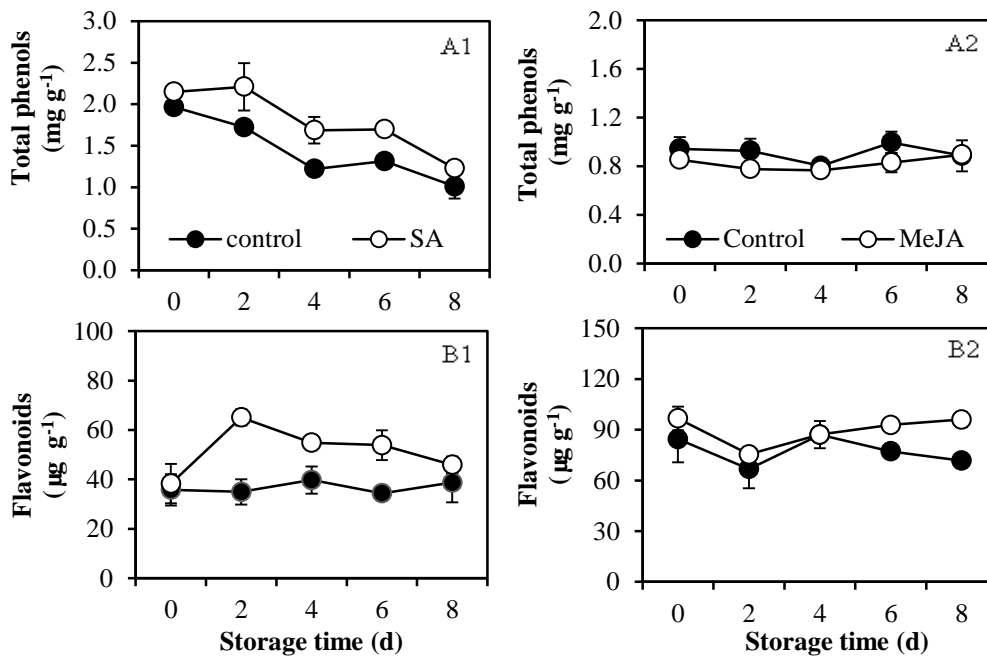 Total phenols
(mg g⁻¹)
3.0
2.5
2.0
1.5
1.0
0.5
0.0
A1
control
SA
0 2 4 6 8
Total phenols
(mg g⁻¹)
2.0
1.6
1.2
0.8
0.4
0.0
A2
Control
MeJA
0 2 4 6 8
Flavonoids
(µg g⁻¹)
100
80
60
40
20
0
B1
0 2 4 6 8
Storage time (d)
Flavonoids
(µg g⁻¹)
150
120
90
60
30
0
B2
0 2 4 6 8
Storage time (d)